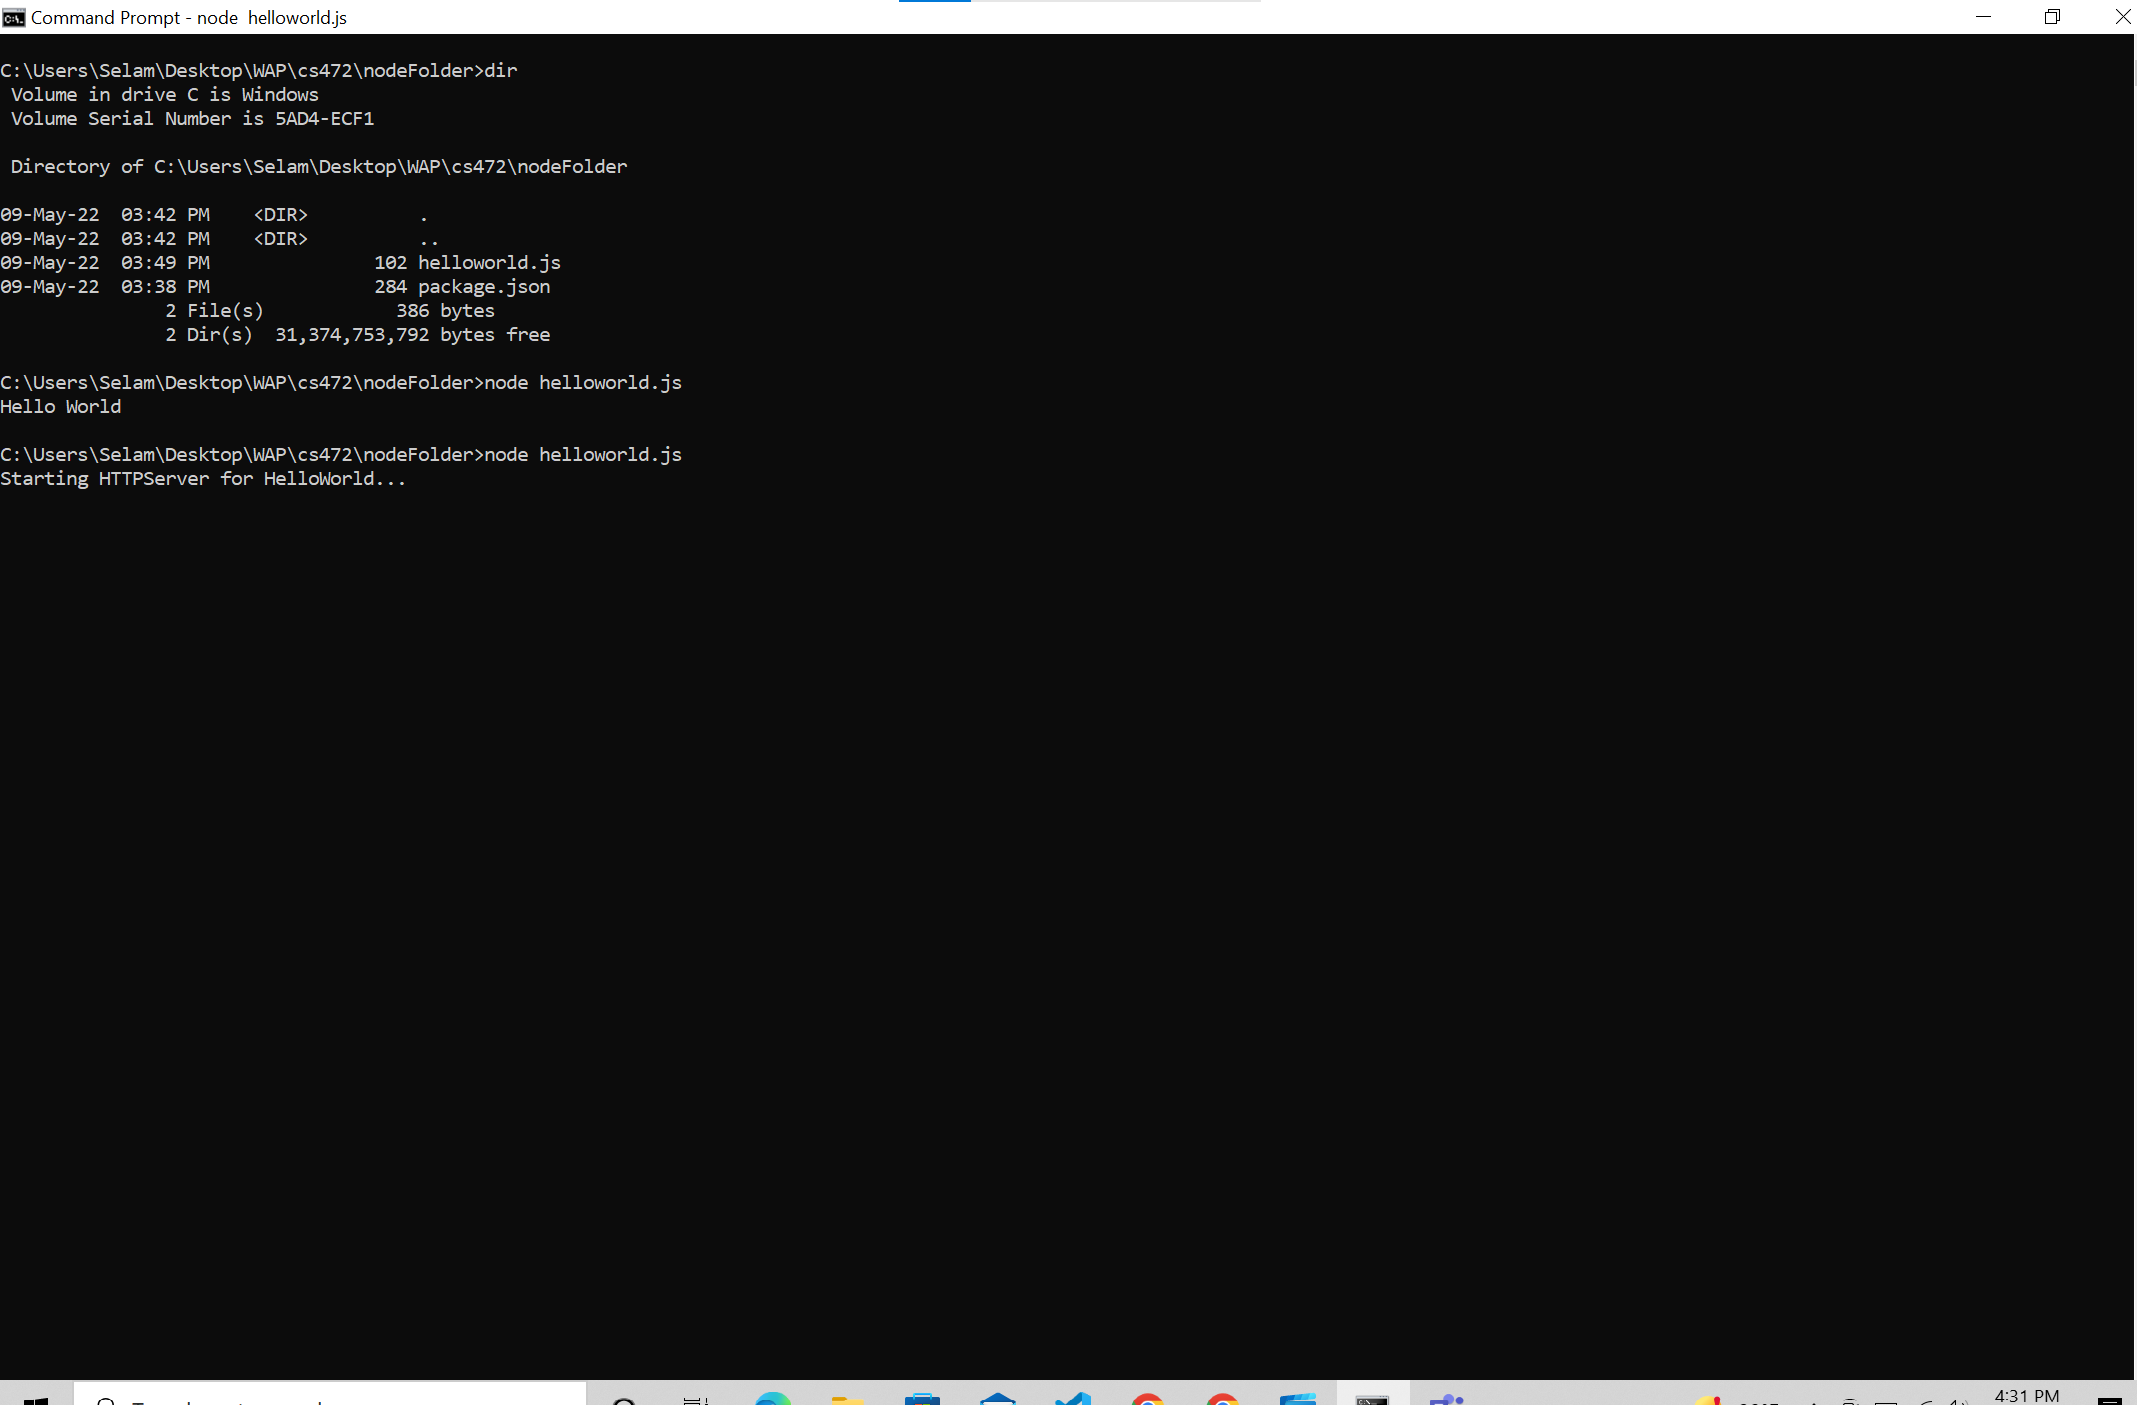 Command Prompt - node  helloworld.js
C:\Users\Selam\Desktop\WAP\cs472\nodeFolder>dir
 Volume in drive C is Windows
 Volume Serial Number is 5AD4-ECF1
 Directory of C:\Users\Selam\Desktop\WAP\cs472\nodeFolder
09-May-22  03:42 PM    <DIR>          .
09-May-22  03:42 PM    <DIR>          ..
09-May-22  03:49 PM               102 helloworld.js
09-May-22  03:38 PM               284 package.json
               2 File(s)            386 bytes
               2 Dir(s)  31,374,753,792 bytes free
C:\Users\Selam\Desktop\WAP\cs472\nodeFolder>node helloworld.js
Hello World
C:\Users\Selam\Desktop\WAP\cs472\nodeFolder>node helloworld.js
Starting HTTPServer for HelloWorld...
4:31 PM